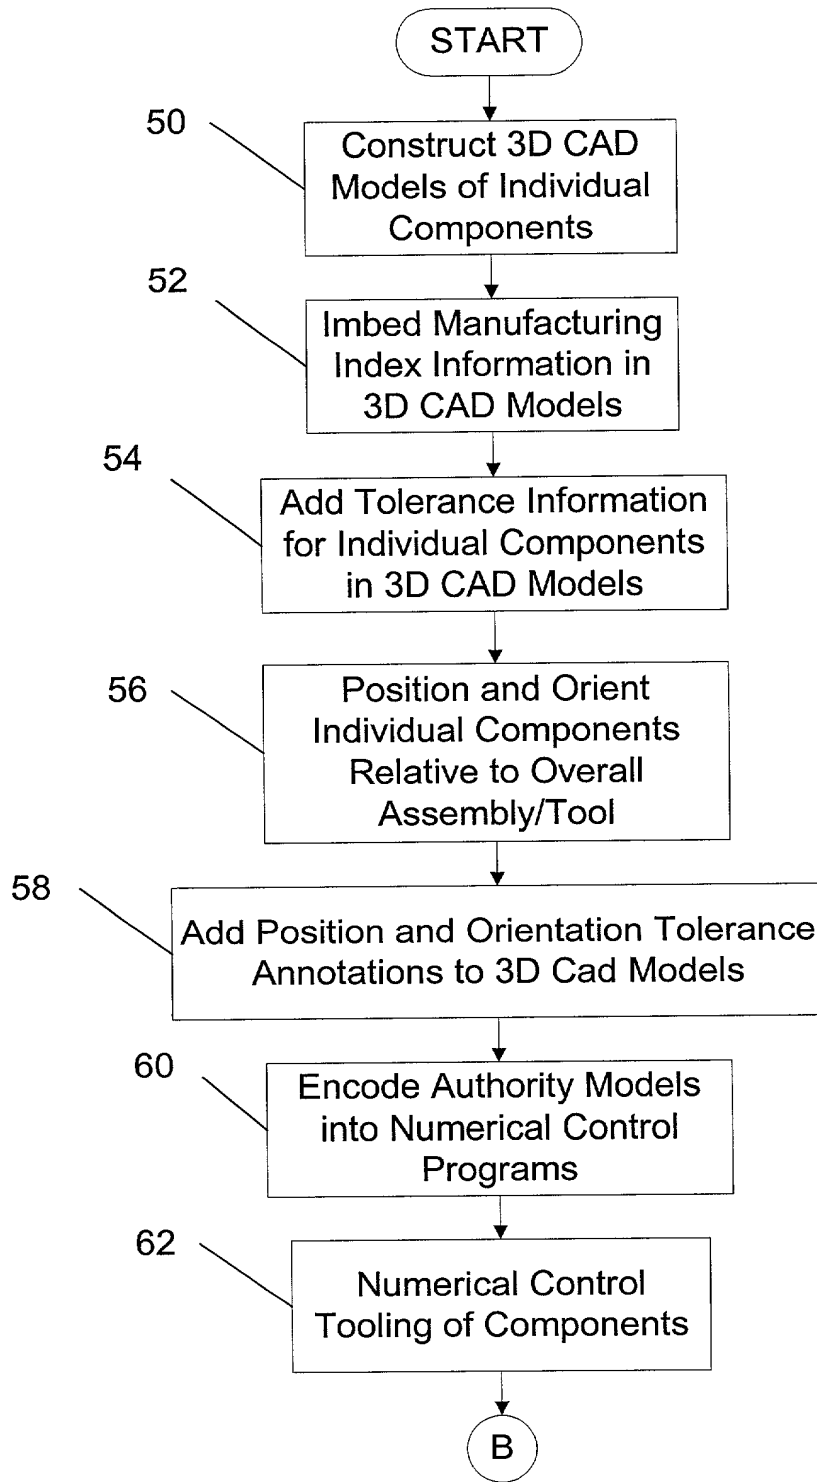 START
50
Construct 3D CAD
Models of Individual
Components
52
Imbed Manufacturing
Index Information in
3D CAD Models
54
Add Tolerance Information
for Individual Components
in 3D CAD Models
56
Position and Orient
Individual Components
Relative to Overall
Assembly/Tool
58
Add Position and Orientation Tolerance
Annotations to 3D Cad Models
60
Encode Authority Models
into Numerical Control
Programs
62
Numerical Control
Tooling of Components
B